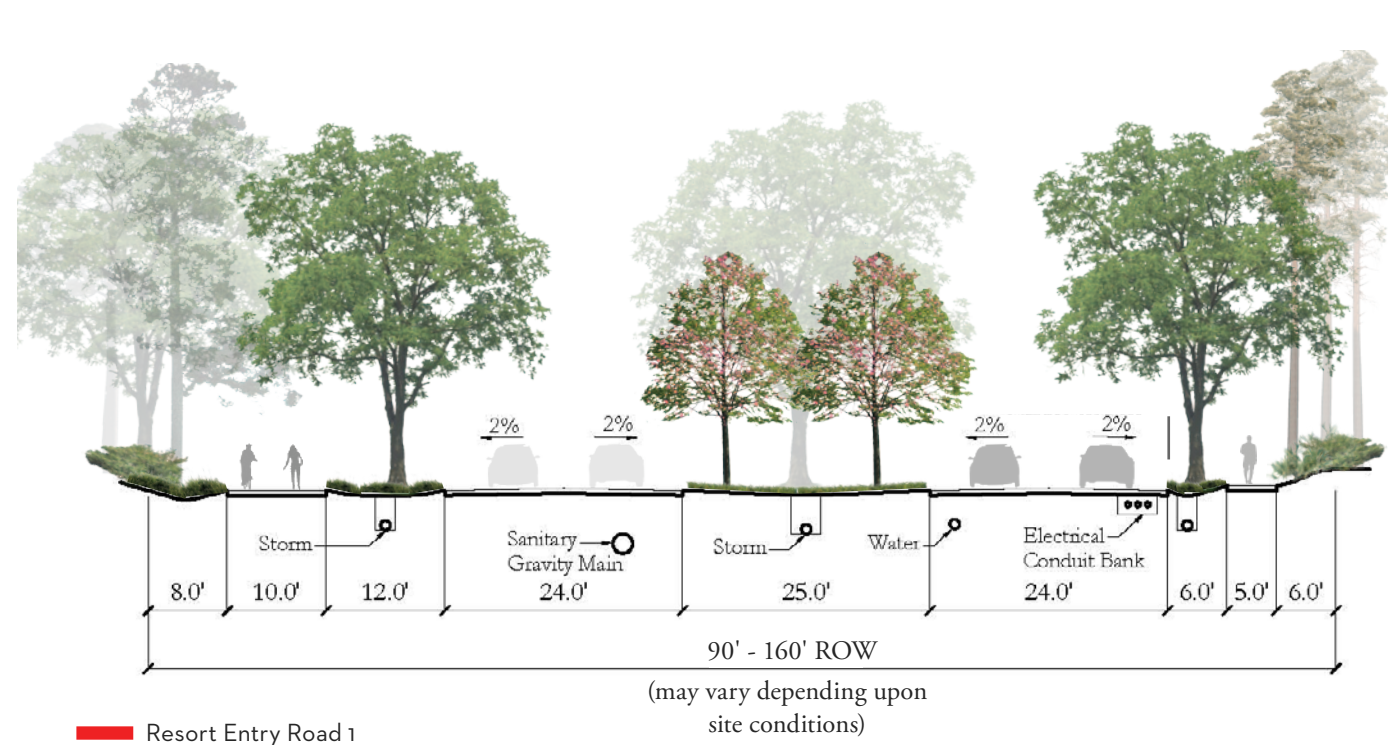 2%
2%
2%
2%
Storm
Sanitary
Gravity Main
Storm
Water
Electrical
Conduit Bank
8.0'
10.0'
12.0'
24.0'
25.0'
24.0'
6.0'
5.0'
6.0'
90' - 160' ROW
(may vary depending upon
site conditions)
Resort Entry Road 1